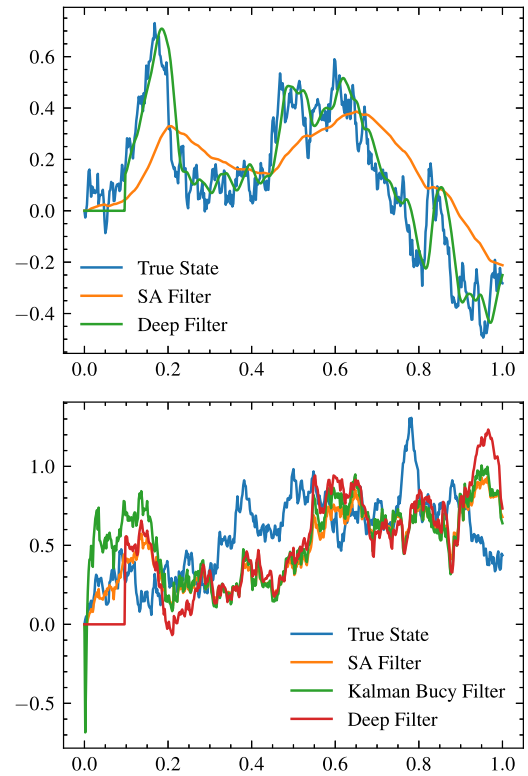 0.6
0.4
0.2
0.0
−0.2
−0.4
True State
SA Filter
Deep Filter
0.0 0.2 0.4 0.6 0.8 1.0
1.0
0.5
0.0
−0.5
True State
SA Filter
Kalman Bucy Filter
Deep Filter
0.0 0.2 0.4 0.6 0.8 1.0